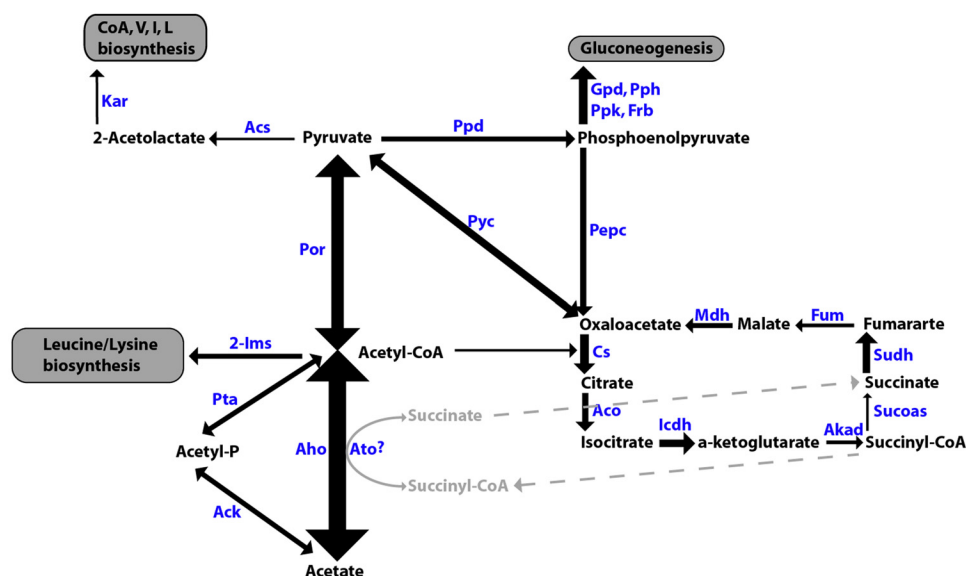 CoA, V, I, L
biosynthesis
Gluconeogenesis
Kar
Gpd, Pph
Ppk, Frb
2-Acetolactate
Acs
Pyruvate
Ppd
Phosphoenolpyruvate
Por
Pyc
Pepc
Oxaloacetate
Mdh
Malate
Fum
Fumararte
Leucine/Lysine
biosynthesis
2-Ims
Acetyl-CoA
Cs
Sudh
Citrate
Succinate
Pta
Succinate
Aco
Sucoas
Acetyl-P
Aho
Ato?
Isocitrate
Icdh
a-ketoglutarate
Akad
Succinyl-CoA
Succinyl-CoA
Ack
Acetate